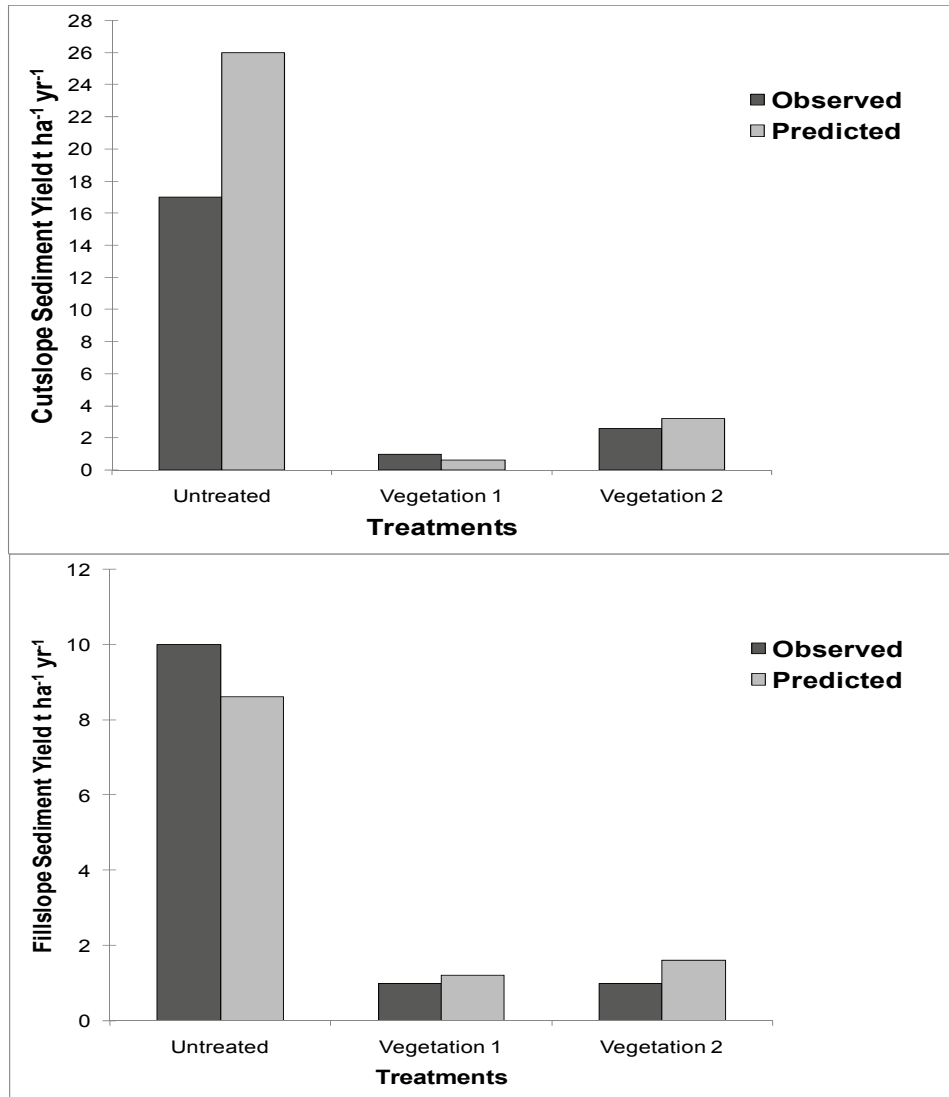 Cutslope Sediment Yield t ha-1 yr-1
28
26
24
22
20
18
16
14
12
10
8
6
4
2
0
Observed
Predicted
Untreated Vegetation 1 Vegetation 2
Treatments
Fillslope Sediment Yield t ha-1 yr-1
12
10
8
6
4
2
0
Observed
Predicted
Untreated Vegetation 1 Vegetation 2
Treatments